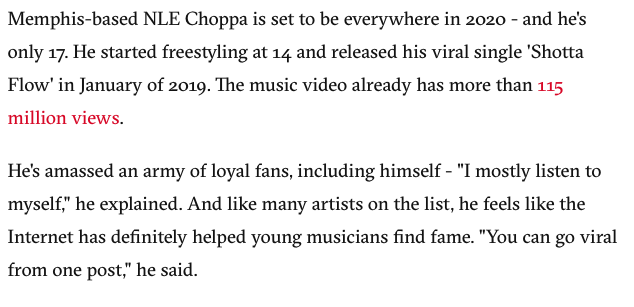 Memphis-based NLE Choppa is set to be everywhere in 2020 - and he's
only 17. He started freestyling at 14 and released his viral single 'Shotta
Flow' in January of 2019. The music video already has more than 115
million views.
He's amassed an army of loyal fans, including himself - "I mostly listen to
myself," he explained. And like many artists on the list, he feels like the
Internet has definitely helped young musicians find fame. "You can go viral
from one post," he said.